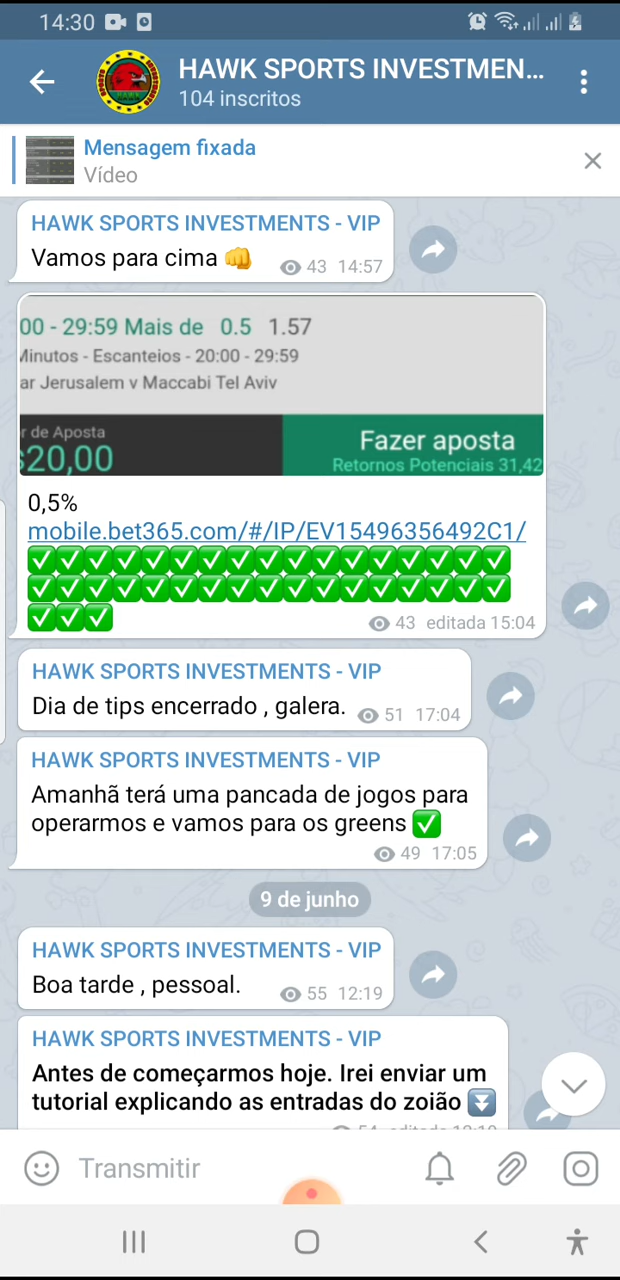 14:30
HAWK SPORTS INVESTMEN...
104 inscritos
Mensagem fixada
Vídeo
HAWK SPORTS INVESTMENTS - VIP
Vamos para cima 👊 43 14:57
00 - 29:59 Mais de 0.5 1.57
Minutos - Escanteios - 20:00 - 29:59
ar Jerusalem v Maccabi Tel Aviv
r de Aposta
$20,00
Fazer aposta
Retornos Potenciais 31,42
0,5%
mobile.bet365.com/#/IP/EV15496356492C1/
✅✅✅✅✅✅✅✅✅✅✅✅✅✅✅✅✅
✅✅✅✅✅✅✅✅✅✅✅✅✅✅✅✅✅
✅✅✅ 43 editada 15:04
HAWK SPORTS INVESTMENTS - VIP
Dia de tips encerrado , galera. 51 17:04
HAWK SPORTS INVESTMENTS - VIP
Amanhã terá uma pancada de jogos para
operarmos e vamos para os greens ✅
49 17:05
9 de junho
HAWK SPORTS INVESTMENTS - VIP
Boa tarde , pessoal. 55 12:19
HAWK SPORTS INVESTMENTS - VIP
Antes de começarmos hoje. Irei enviar um
tutorial explicando as entradas do zoião ⏬
Transmitir